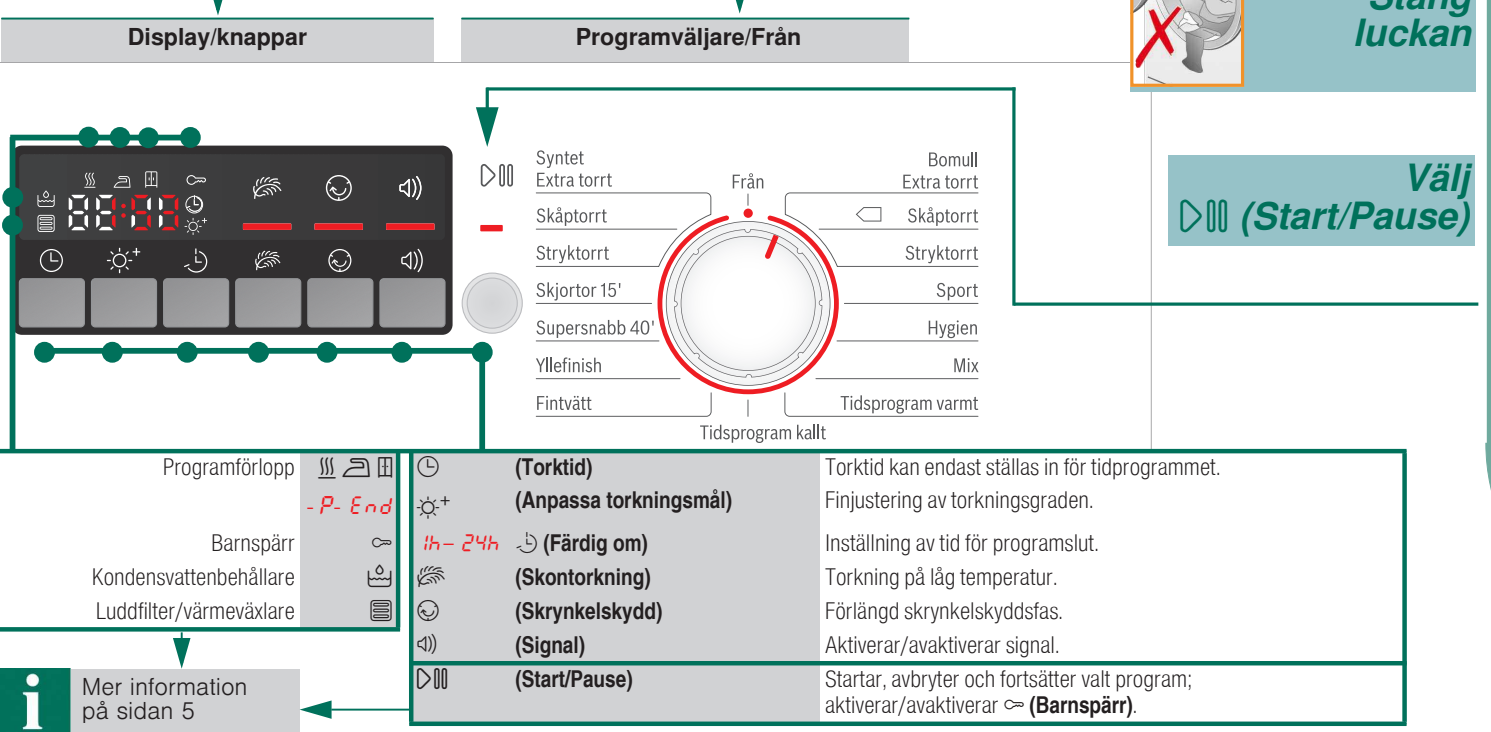 Stäng
luckan
Display/knappar
Programväljare/Från
Välj
(Start/Pause)
Syntet
Extra torrt
Skåptorrt
Stryktorrt
Skjortor 15'
Supersnabb 40'
Yllefinish
Fintvätt
Från
Bomull
Extra torrt
Skåptorrt
Stryktorrt
Sport
Hygien
Mix
Tidsprogram varmt
Tidsprogram kallt
88:88
Programförlopp
-P- End
Barnspärr
Kondensvattenbehållare
Luddfilter/värmeväxlare
(Torktid) Torktid kan endast ställas in för tidprogrammet.
(Anpassa torkningsmål) Finjustering av torkningsgraden.
1h– 24h (Färdig om) Inställning av tid för programslut.
(Skontorkning) Torkning på låg temperatur.
(Skrynkelskydd) Förlängd skrynkelskyddsfas.
(Signal) Aktiverar/avaktiverar signal.
(Start/Pause) Startar, avbryter och fortsätter valt program;
aktiverar/avaktiverar (Barnspärr).
i
Mer information
på sidan 5